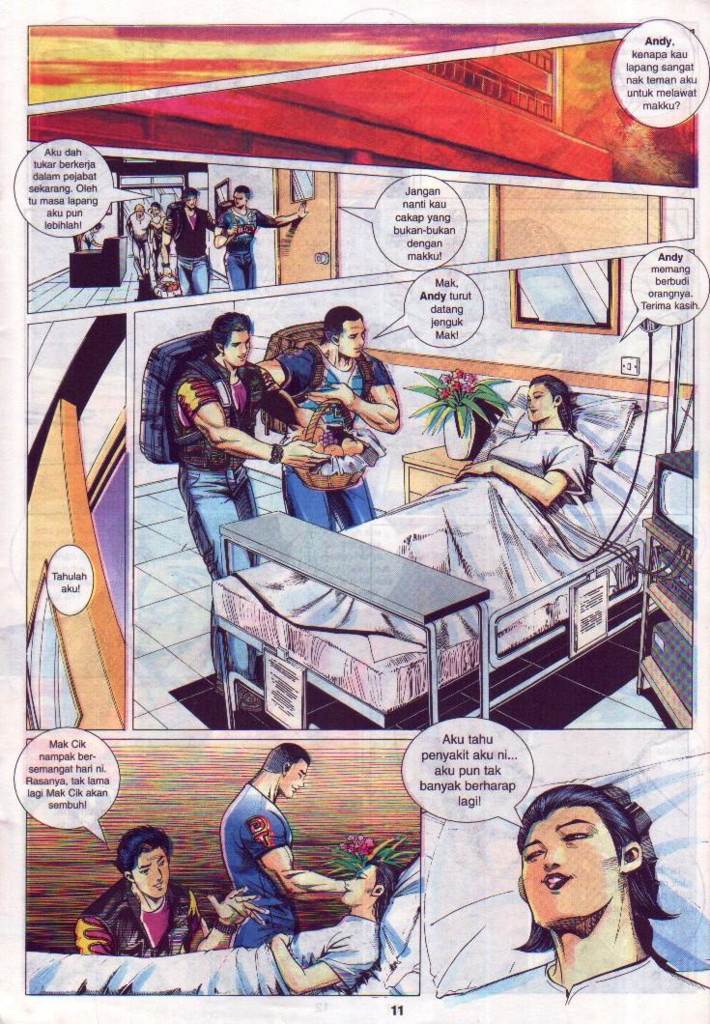 Andy,
kenapa kau
lapang sangat
nak teman aku
untuk melawat
makku?
Aku dah
tukar berkerja
dalam pejabat
sekarang. Oleh
tu masa lapang
aku pun
lebihlah!
Jangan
nanti kau
cakap yang
bukan-bukan
dengan
makku!
Tahulah
aku!
Mak,
Andy turut
datang
jenguk
Mak!
Andy
memang
berbudi
orangnya.
Terima kasih.
Mak Cik
nampak ber-
semangat hari ni.
Rasanya, tak lama
lagi Mak Cik akan
sembuh!
Aku tahu
penyakit aku ni...
aku pun tak
banyak berharap
lagi!
11